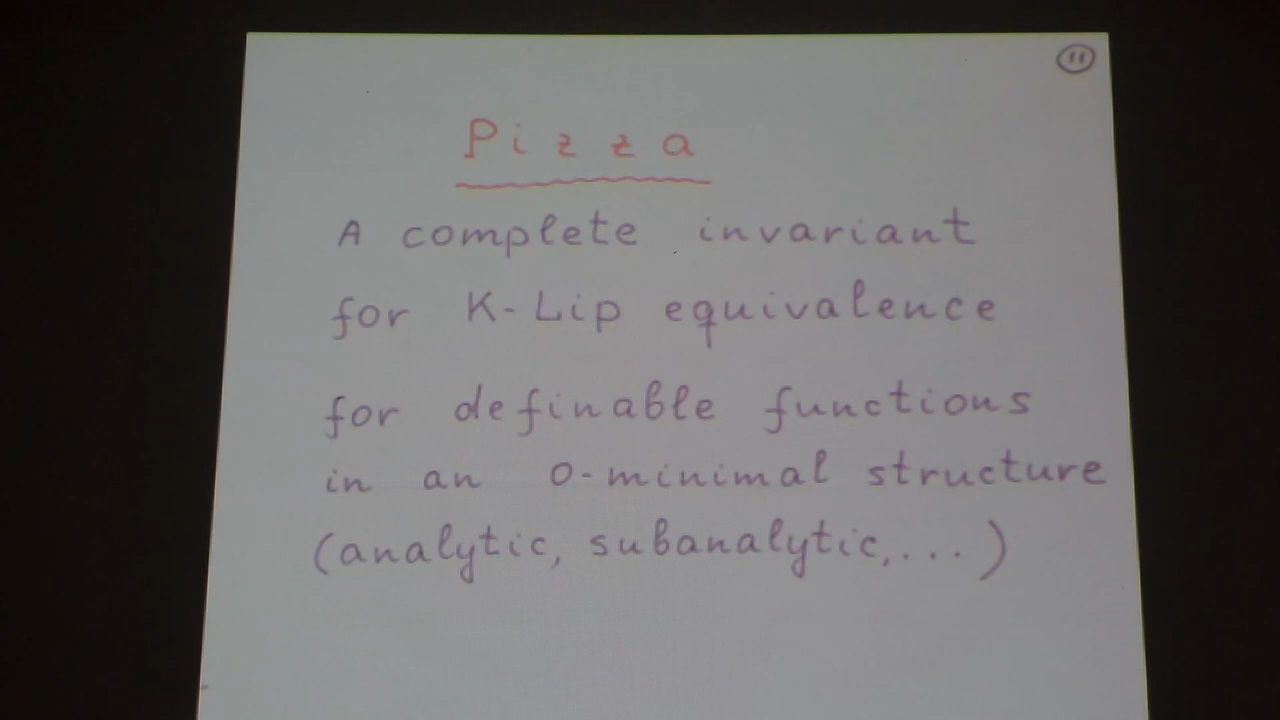 11
Pizza
A complete invariant
for K-Lip equivalence
for definable functions
in an o-minimal structure
(analytic, subanalytic,...)